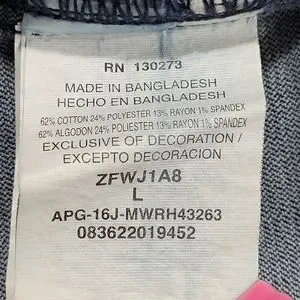 RN 130273
MADE IN BANGLADESH
HECHO EN BANGLADESH
62% COTTON 24% POLYESTER 13% RAYON 1% SPANDEX
62% ALGODON 24% POLIESTER 13% RAYON 1% SPANDEX
EXCLUSIVE OF DECORATION /
EXCEPTO DECORACION
ZFWJ1A8
L
APG-16J-MWRH43263
083622019452